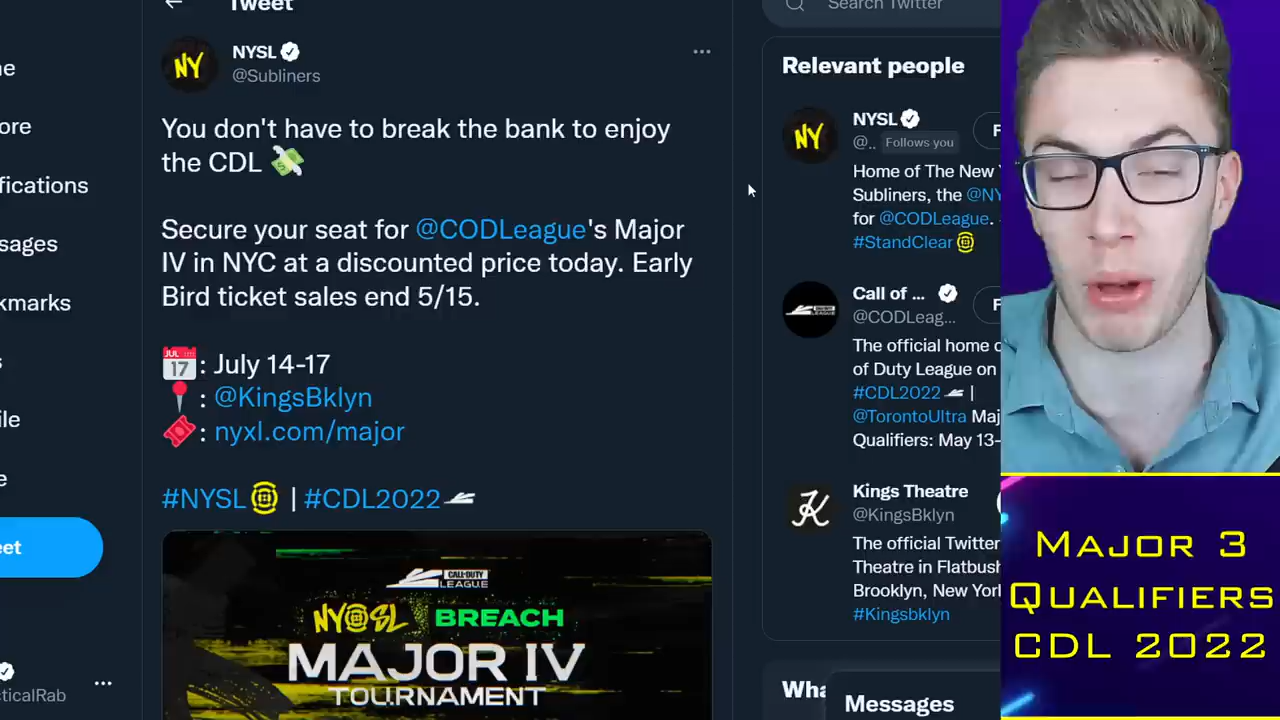 Tweet
NYSL
@Subliners
You don't have to break the bank to enjoy
the CDL
Secure your seat for @CODLeague's Major
IV in NYC at a discounted price today. Early
Bird ticket sales end 5/15.
JUL
17
: July 14-17
: @KingsBklyn
: nyxl.com/major
#NYSL | #CDL2022
CALL OF DUTY
LEAGUE
NYSL BREACH
MAJOR IV
TOURNAMENT
Search Twitter
Relevant people
NYSL
@.. Follows you
Home of The New
Subliners, the @NY
for @CODLeague.
#StandClear
Call of ...
@CODLeag...
The official home
of Duty League on
#CDL2022 |
@TorontoUltra Maj
Qualifiers: May 13-
Kings Theatre
@KingsBklyn
The official Twitter
Theatre in Flatbush
Brooklyn, New York
#Kingsbklyn
Messages
MAJOR 3
QUALIFIERS
CDL 2022